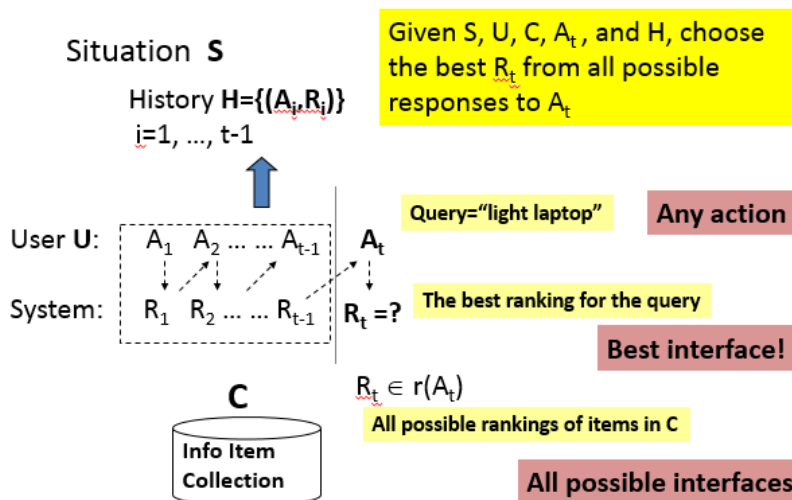 Situation S
Given S, U, C, Aₜ, and H, choose
the best Rₜ from all possible
responses to Aₜ
History H={(Aᵢ,Rᵢ)}
i=1, …, t-1
Query=“light laptop”
Any action
User U: A₁ A₂ … … Aₜ₋₁ Aₜ
System: R₁ R₂ … … Rₜ₋₁ Rₜ =?
The best ranking for the query
Best interface!
Rₜ ∈ r(Aₜ)
C
All possible rankings of items in C
Info Item
Collection
All possible interfaces